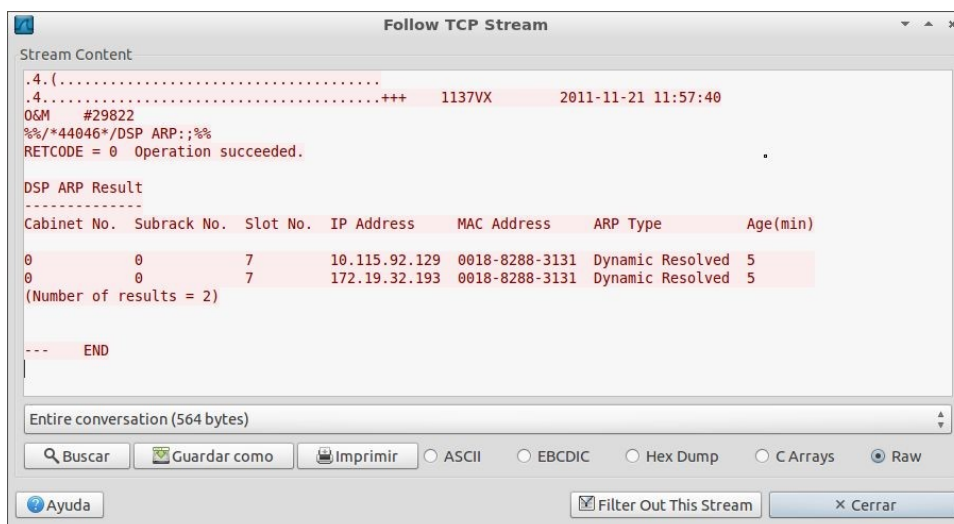 Follow TCP Stream
Stream Content
.4.(.....................................
.4.......................................+++    1137VX        2011-11-21 11:57:40
O&M    #29822
%%/*44046*/DSP ARP:;%%
RETCODE = 0  Operation succeeded.
DSP ARP Result
--------------
Cabinet No.  Subrack No.  Slot No.  IP Address     MAC Address     ARP Type          Age(min)
0            0            7         10.115.92.129  0018-8288-3131  Dynamic Resolved  5
0            0            7         172.19.32.193  0018-8288-3131  Dynamic Resolved  5
(Number of results = 2)
---    END
Entire conversation (564 bytes)
Buscar Guardar como Imprimir ASCII EBCDIC Hex Dump C Arrays Raw
Ayuda Filter Out This Stream Cerrar